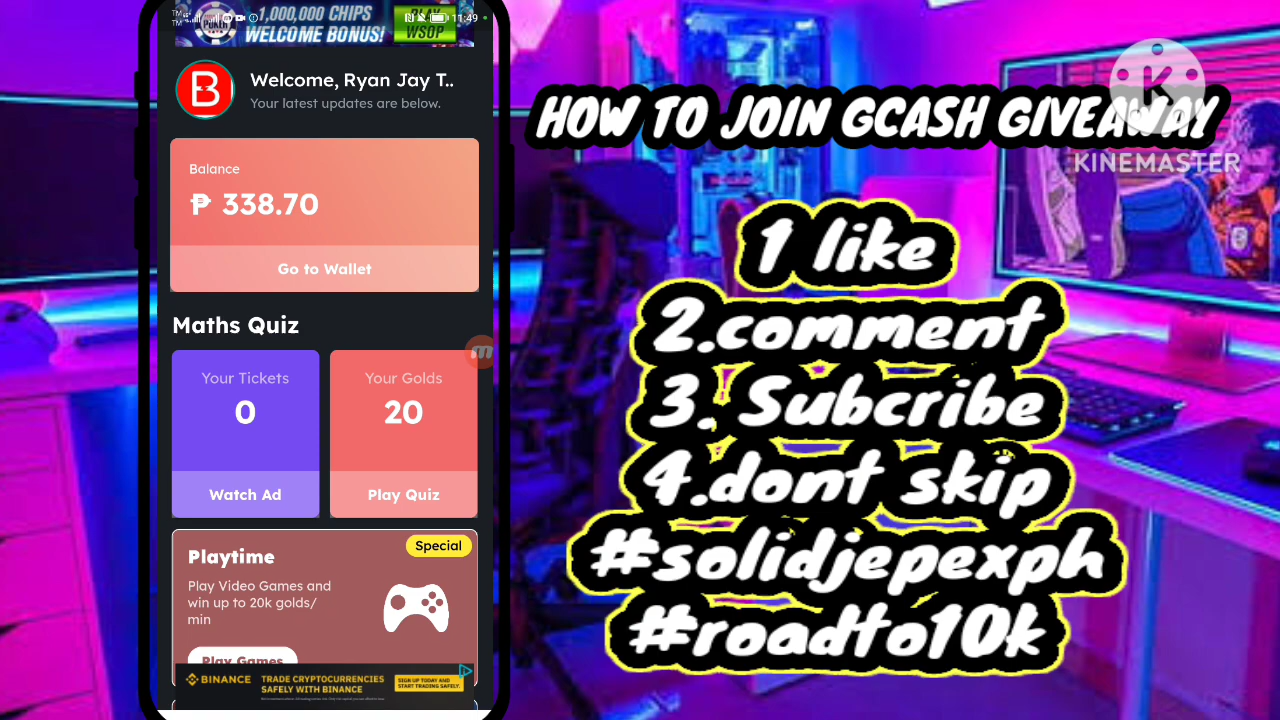 1,000,000 CHIPS
WELCOME BONUS!
PLAY
WSOP
POKER
11:49
Welcome, Ryan Jay T..
Your latest updates are below.
Balance
₱ 338.70
Go to Wallet
Maths Quiz
Your Tickets
0
Watch Ad
Your Golds
20
Play Quiz
Special
Playtime
Play Video Games and
win up to 20k golds/
min
Play Games
BINANCE
TRADE CRYPTOCURRENCIES
SAFELY WITH BINANCE
SIGN UP TODAY AND
START TRADING SAFELY.
HOW TO JOIN GCASH GIVEAWAY
KINEMASTER
1 like
2.comment
3. Subcribe
4.dont skip
#solidjepexph
#roadto10k